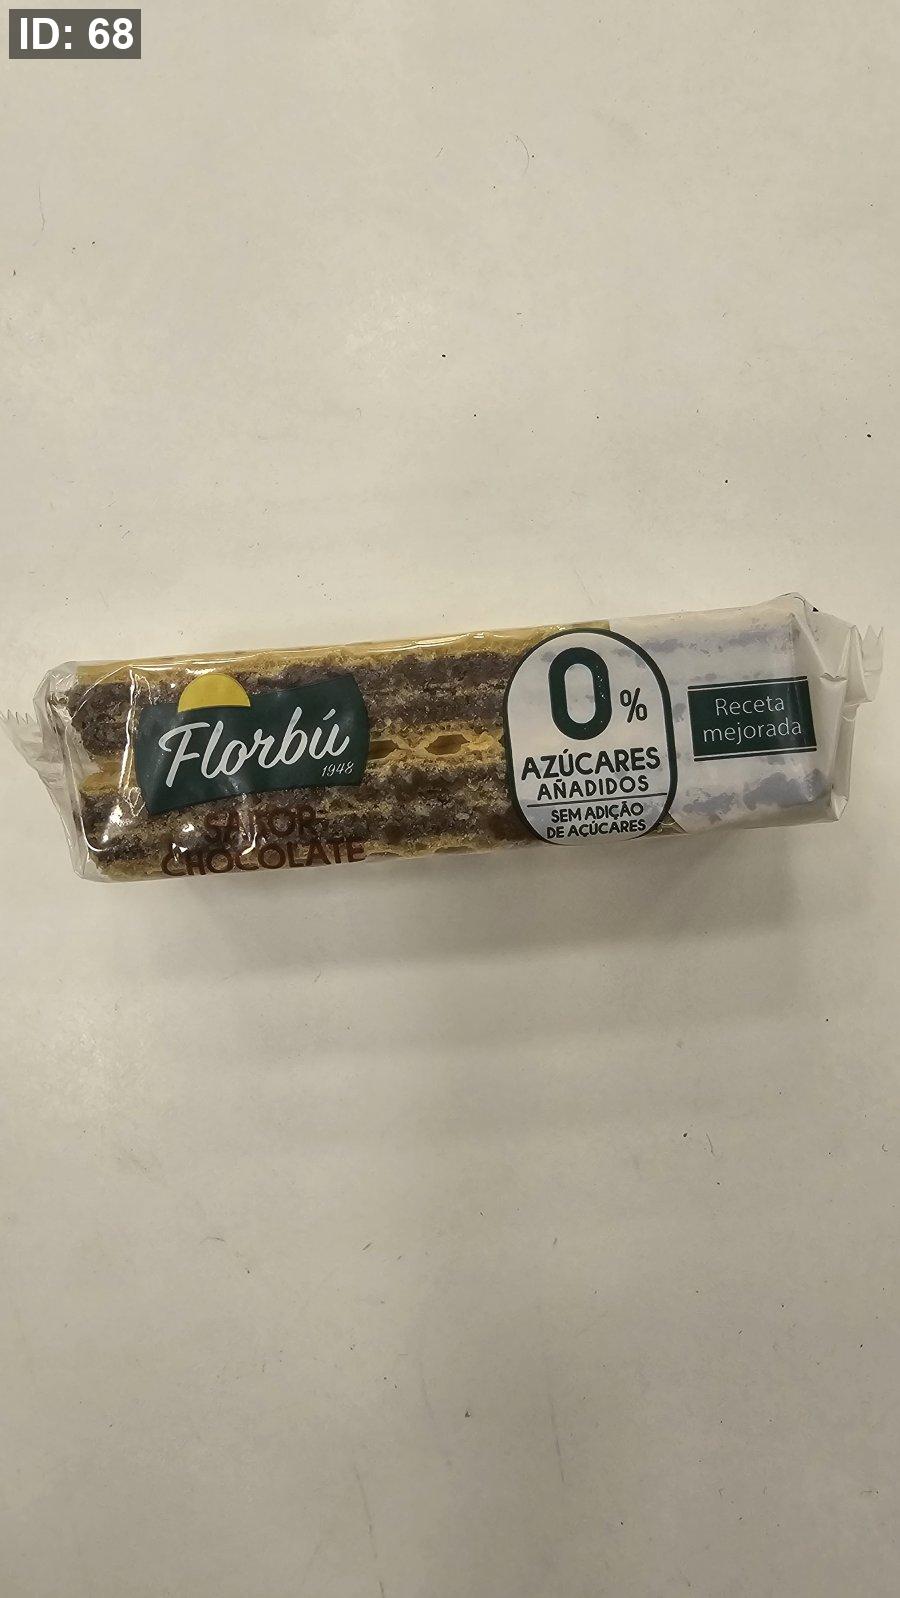 ID: 68
Florbú
1948
SABOR
CHOCOLATE
0%
AZÚCARES
AÑADIDOS
SEM ADIÇÃO
DE AÇÚCARES
Receta
mejorada